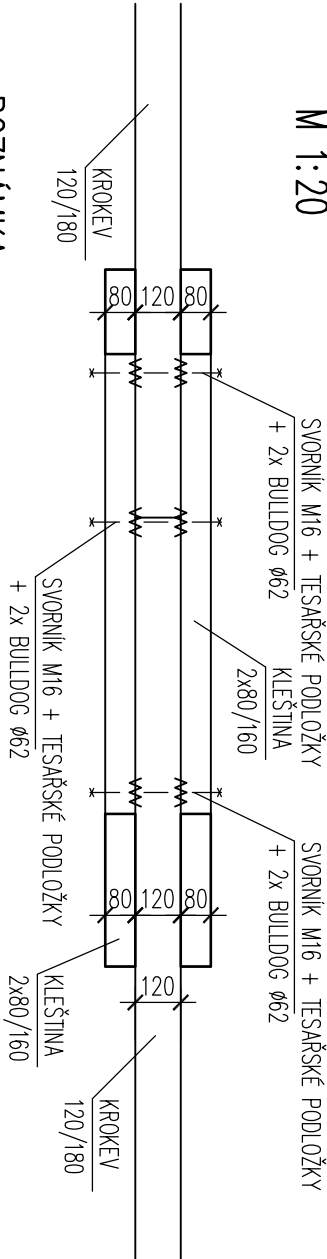 M 1:20
SVORNÍK M16 + TESAŘSKÉ PODLOŽKY
+ 2x BULLDOG Ø62
SVORNÍK M16 + TESAŘSKÉ PODLOŽKY
+ 2x BULLDOG Ø62
KLEŠTINA
2x80/160
80
120
80
80
120
80
120
KROKEV
120/180
SVORNÍK M16 + TESAŘSKÉ PODLOŽKY
+ 2x BULLDOG Ø62
KLEŠTINA
2x80/160
KROKEV
120/180